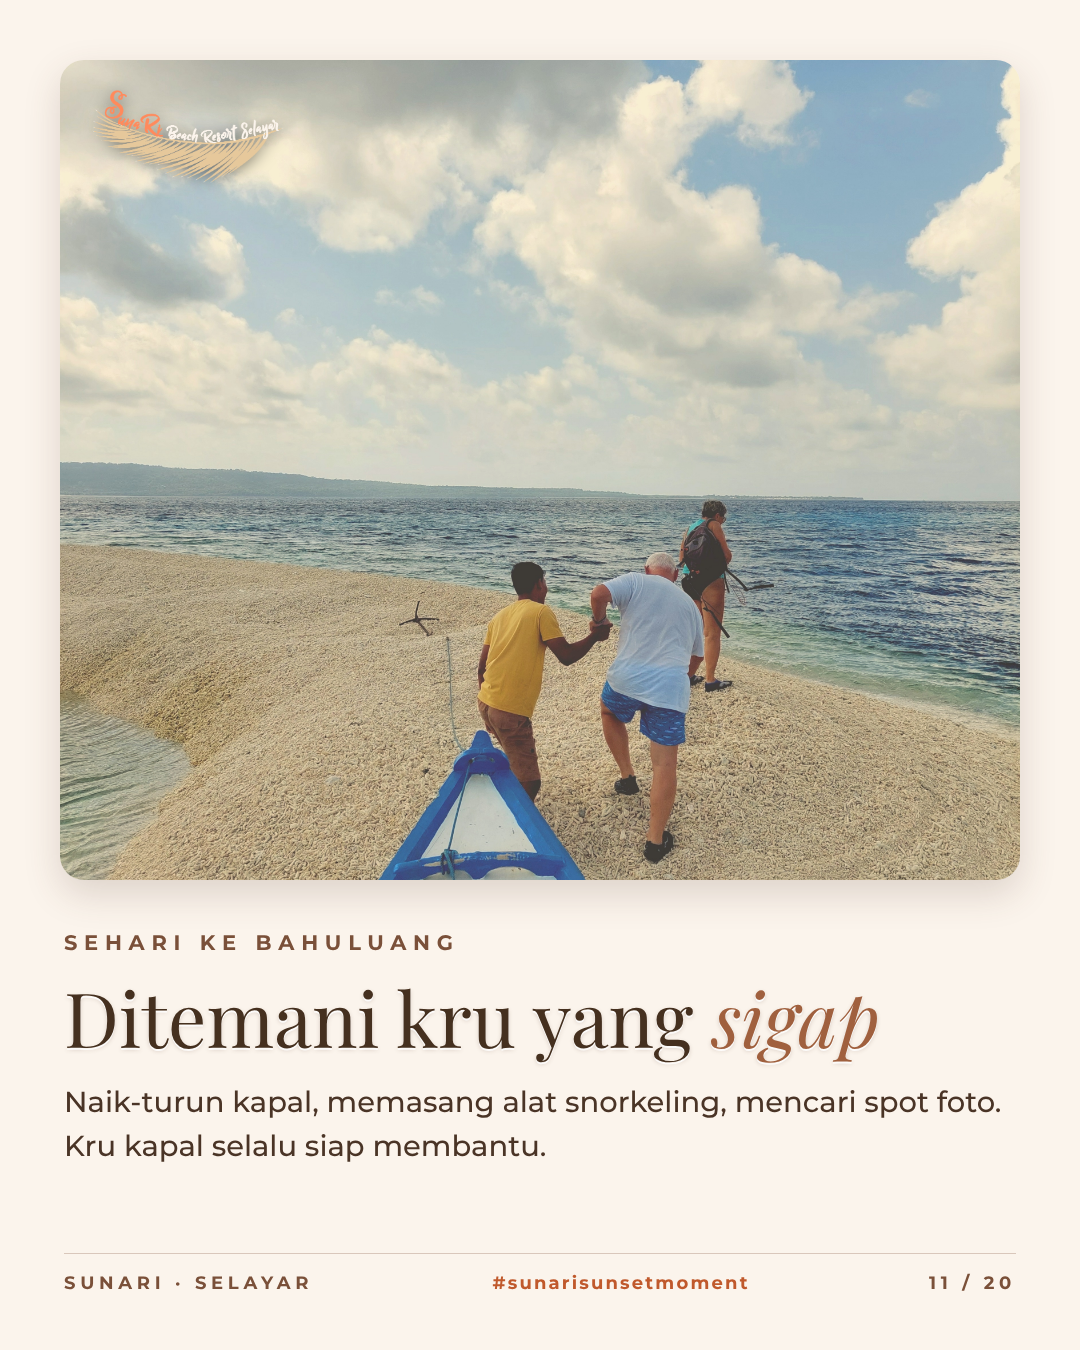 SunaRi Beach Resort Selayar
SEHARI KE BAHULUANG
Ditemani kru yang sigap
Naik-turun kapal, memasang alat snorkeling, mencari spot foto.
Kru kapal selalu siap membantu.
SUNARI · SELAYAR
#sunarisunsetmoment
11 / 20